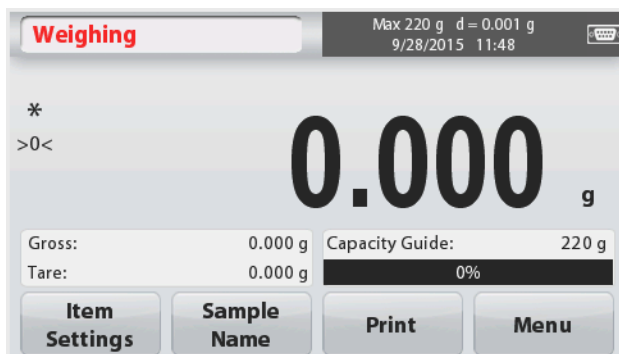 Weighing
Max 220 g d = 0.001 g
9/28/2015 11:48
*
>0<
0.000 g
Gross: 0.000 g
Tare: 0.000 g
Capacity Guide: 220 g
0%
Item
Settings
Sample
Name
Print
Menu